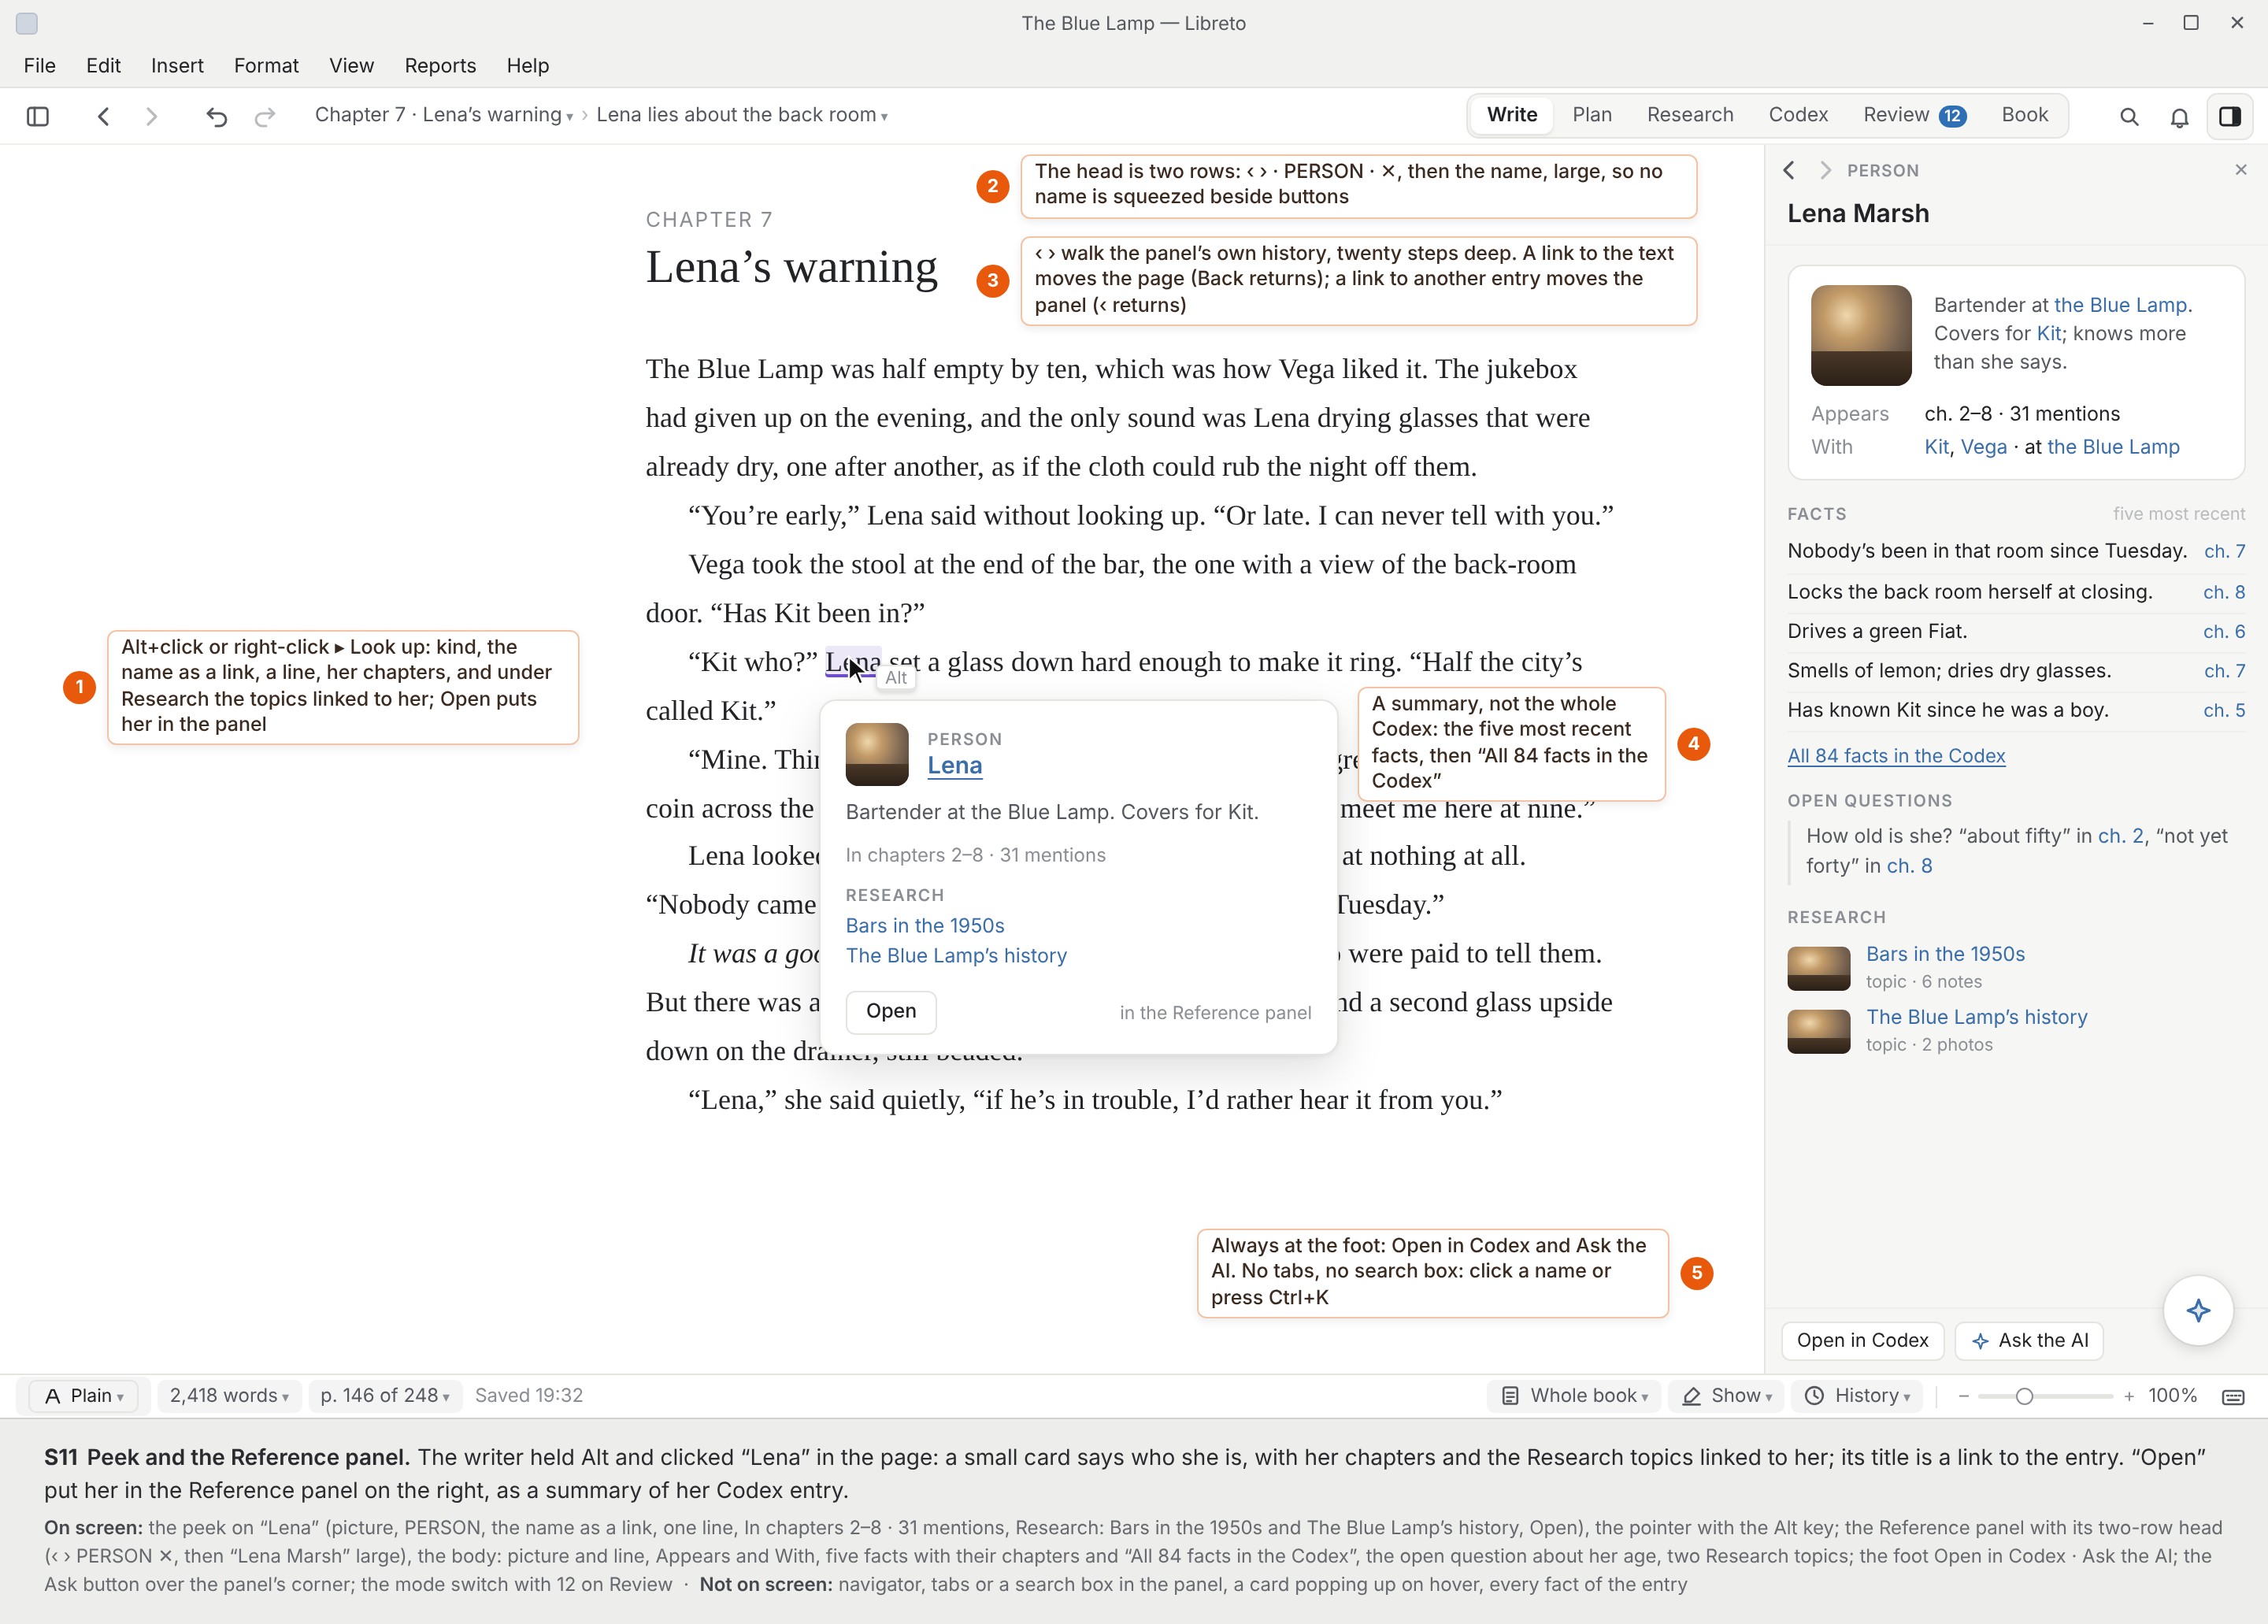 The Blue Lamp — Libreto
File Edit Insert Format View Reports Help
Chapter 7 · Lena’s warning ▾ › Lena lies about the back room ▾
Write Plan Research Codex Review 12 Book
2
The head is two rows: ‹ › · PERSON · ✕, then the name, large, so no
name is squeezed beside buttons
3
‹ › walk the panel’s own history, twenty steps deep. A link to the text
moves the page (Back returns); a link to another entry moves the
panel (‹ returns)
CHAPTER 7
Lena’s warning
The Blue Lamp was half empty by ten, which was how Vega liked it. The jukebox
had given up on the evening, and the only sound was Lena drying glasses that were
already dry, one after another, as if the cloth could rub the night off them.
“You’re early,” Lena said without looking up. “Or late. I can never tell with you.”
Vega took the stool at the end of the bar, the one with a view of the back-room
door. “Has Kit been in?”
“Kit who?” Lena set a glass down hard enough to make it ring. “Half the city’s
called Kit.”
Alt
1
Alt+click or right-click ▸ Look up: kind, the
name as a link, a line, her chapters, and under
Research the topics linked to her; Open puts
her in the panel
“Mine. Thin
coin across the meet me here at nine.”
Lena looked at nothing at all.
“Nobody came Tuesday.”
It was a goo were paid to tell them.
But there was a nd a second glass upside
down on the drainer, still beaded.
“Lena,” she said quietly, “if he’s in trouble, I’d rather hear it from you.”
PERSON
Lena
Bartender at the Blue Lamp. Covers for Kit.
In chapters 2–8 · 31 mentions
RESEARCH
Bars in the 1950s
The Blue Lamp’s history
Open
in the Reference panel
A summary, not the whole
Codex: the five most recent
facts, then “All 84 facts in the
Codex”
4
Always at the foot: Open in Codex and Ask the
AI. No tabs, no search box: click a name or
press Ctrl+K
5
PERSON
Lena Marsh
Bartender at the Blue Lamp.
Covers for Kit; knows more
than she says.
Appears ch. 2–8 · 31 mentions
With Kit, Vega · at the Blue Lamp
FACTS five most recent
Nobody’s been in that room since Tuesday. ch. 7
Locks the back room herself at closing. ch. 8
Drives a green Fiat. ch. 6
Smells of lemon; dries dry glasses. ch. 7
Has known Kit since he was a boy. ch. 5
All 84 facts in the Codex
OPEN QUESTIONS
How old is she? “about fifty” in ch. 2, “not yet
forty” in ch. 8
RESEARCH
Bars in the 1950s
topic · 6 notes
The Blue Lamp’s history
topic · 2 photos
Open in Codex Ask the AI
A Plain ▾ 2,418 words ▾ p. 146 of 248 ▾ Saved 19:32
Whole book ▾ Show ▾ History ▾ − + 100%
S11 Peek and the Reference panel. The writer held Alt and clicked “Lena” in the page: a small card says who she is, with her chapters and the Research topics linked to her; its title is a link to the entry. “Open”
put her in the Reference panel on the right, as a summary of her Codex entry.
On screen: the peek on “Lena” (picture, PERSON, the name as a link, one line, In chapters 2–8 · 31 mentions, Research: Bars in the 1950s and The Blue Lamp’s history, Open), the pointer with the Alt key; the Reference panel with its two-row head
(‹ › PERSON ✕, then “Lena Marsh” large), the body: picture and line, Appears and With, five facts with their chapters and “All 84 facts in the Codex”, the open question about her age, two Research topics; the foot Open in Codex · Ask the AI; the
Ask button over the panel’s corner; the mode switch with 12 on Review · Not on screen: navigator, tabs or a search box in the panel, a card popping up on hover, every fact of the entry